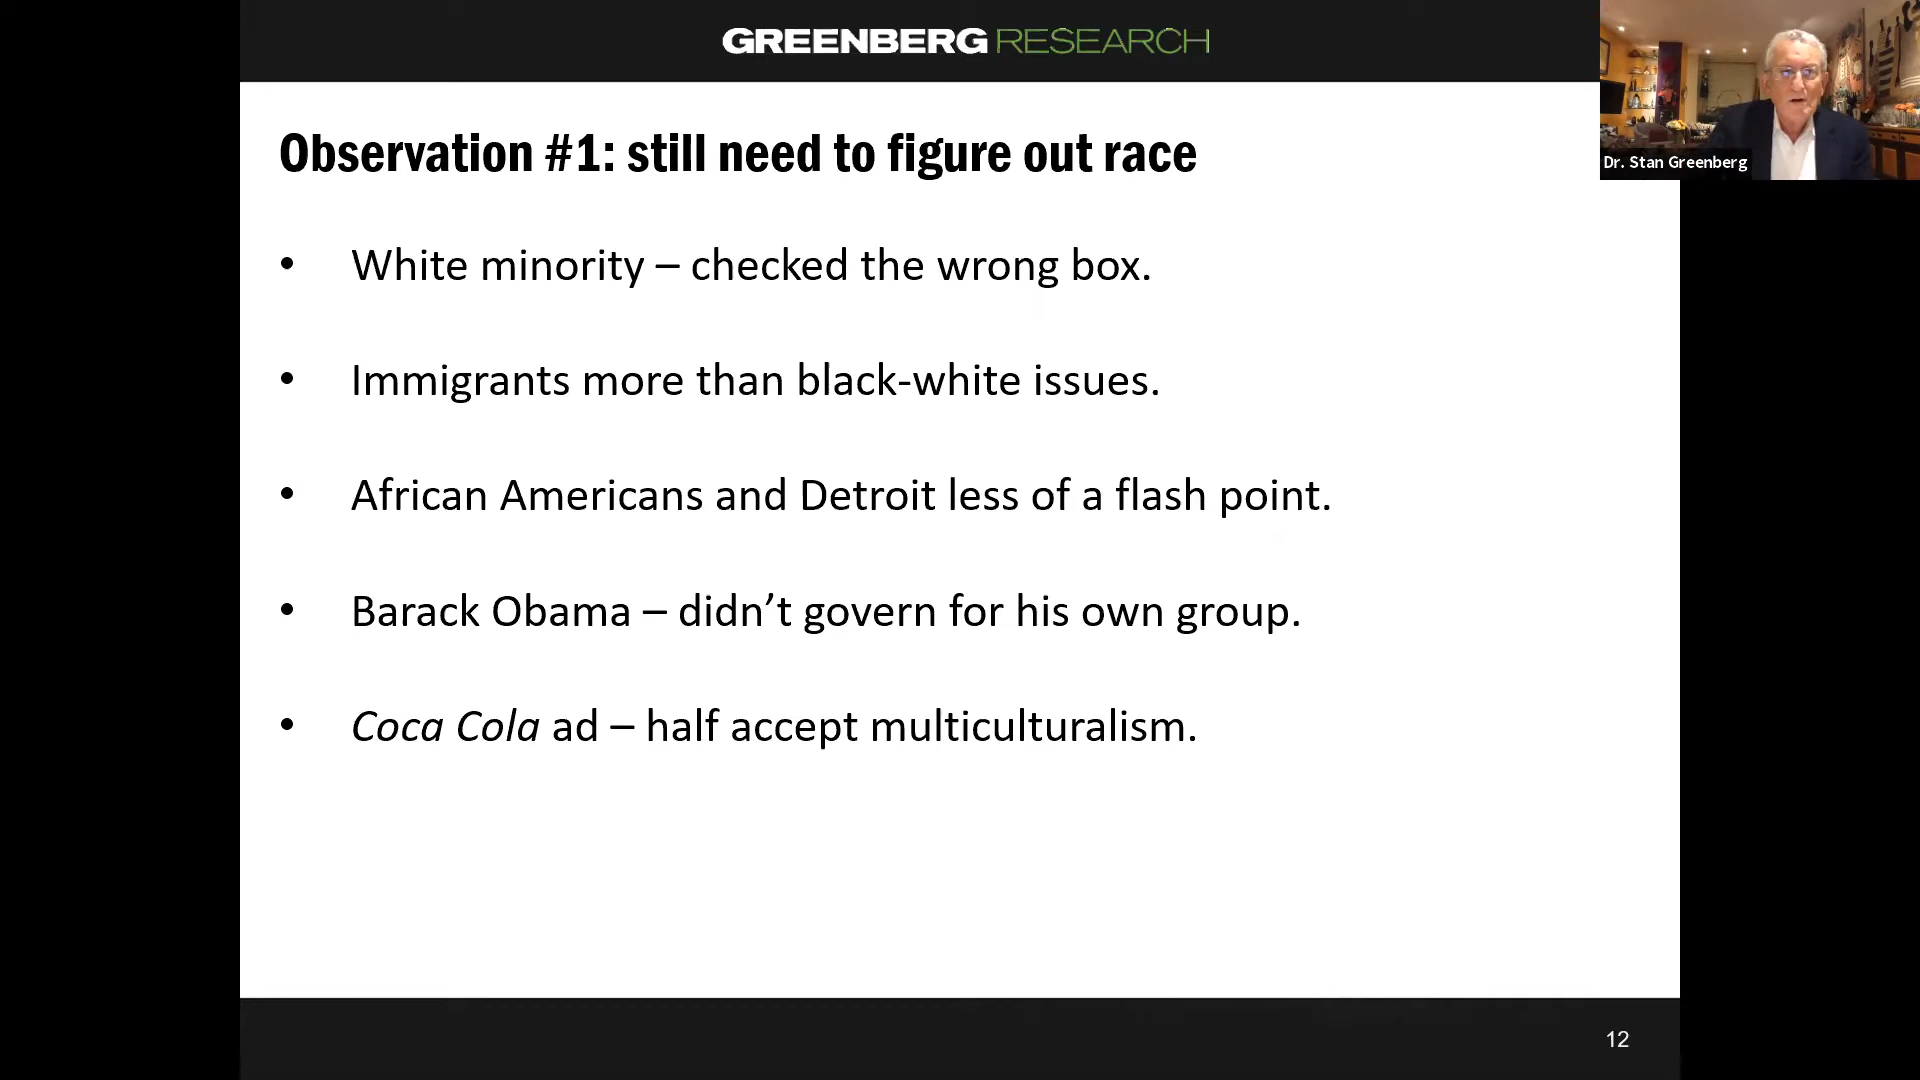 GREENBERG RESEARCH
Dr. Stan Greenberg
Observation #1: still need to figure out race
• White minority – checked the wrong box.
• Immigrants more than black-white issues.
• African Americans and Detroit less of a flash point.
• Barack Obama – didn’t govern for his own group.
• Coca Cola ad – half accept multiculturalism.
12